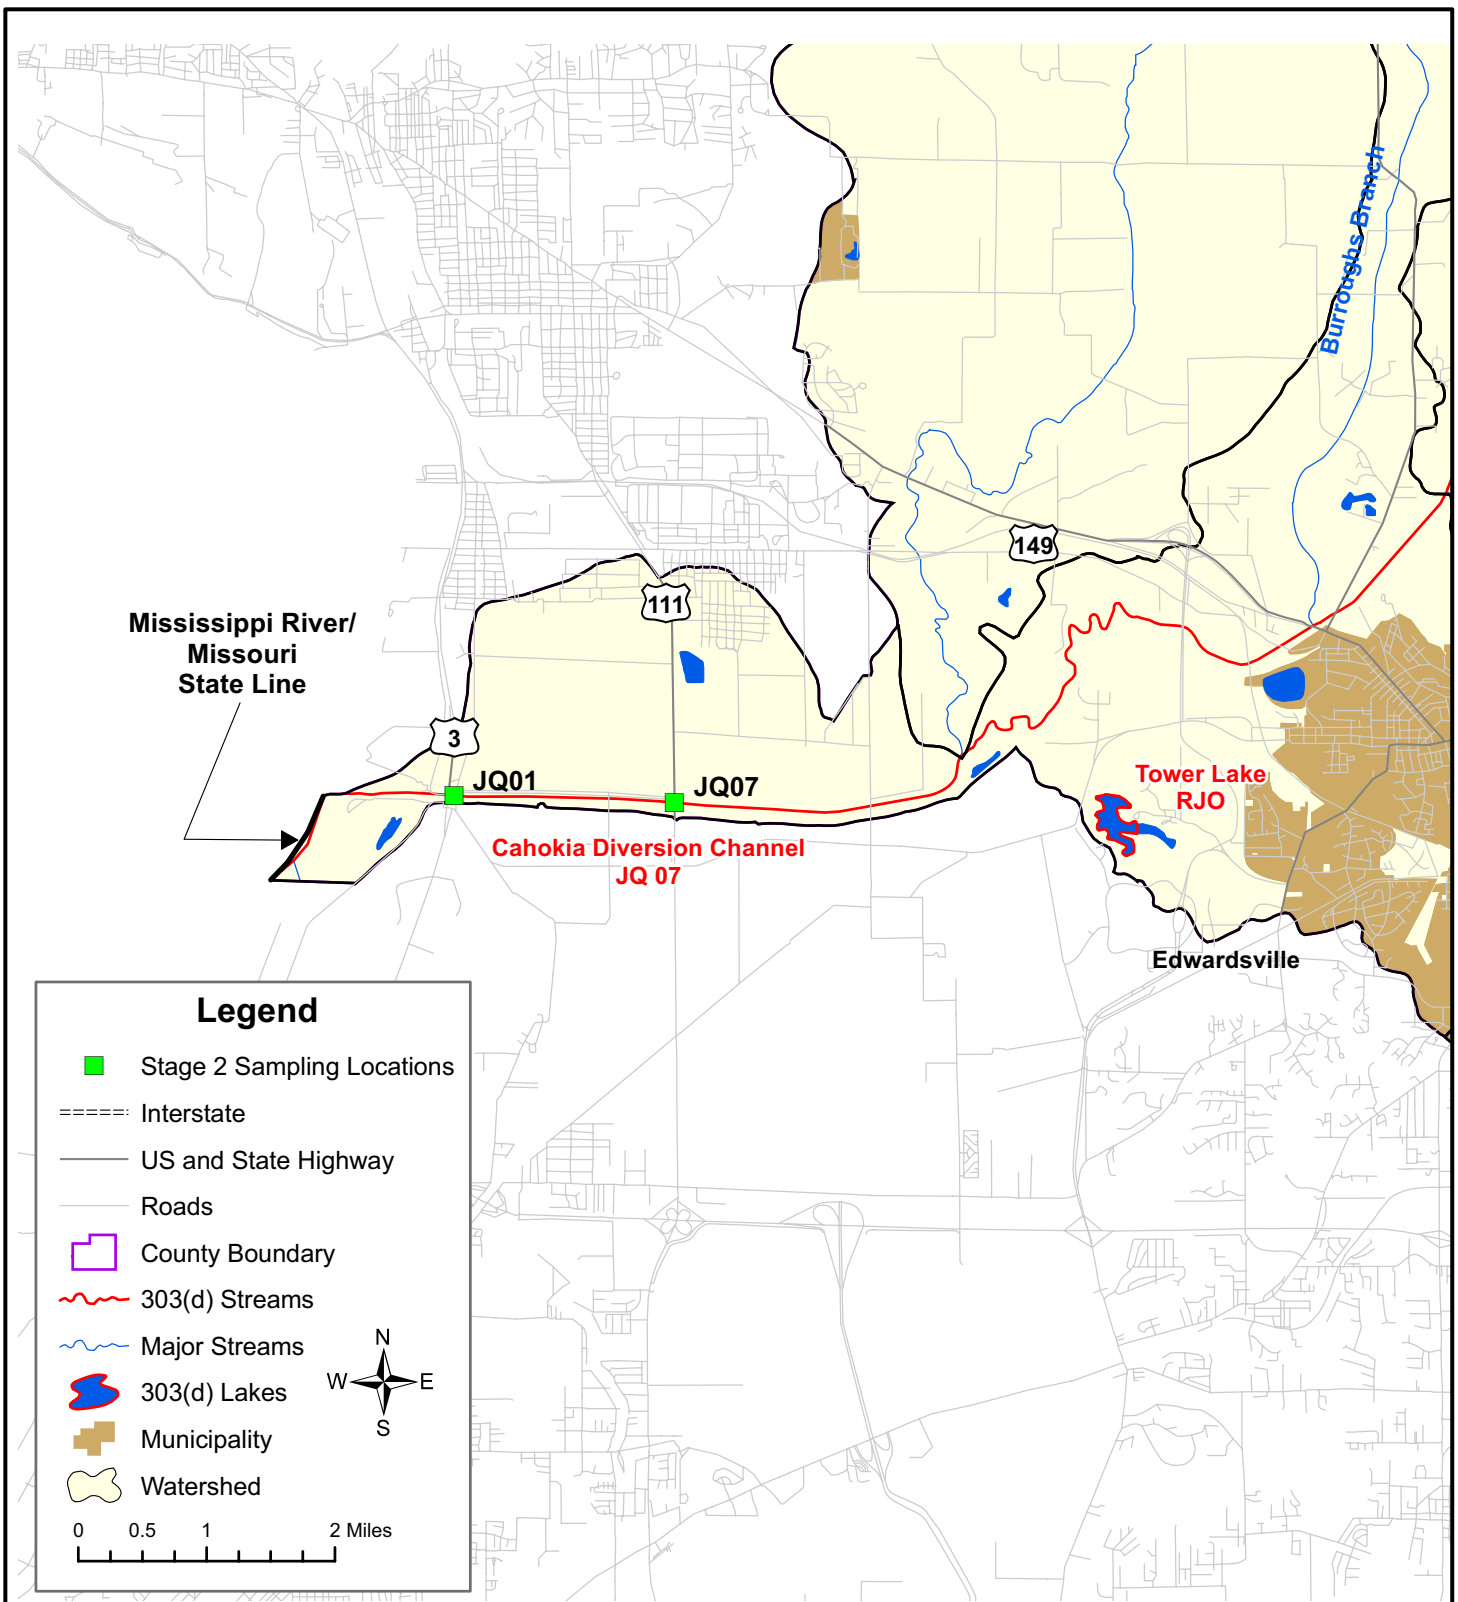 Burroughs Branch
149
111
Mississippi River/
Missouri
State Line
3
JQ01
JQ07
Tower Lake
RJO
Cahokia Diversion Channel
JQ 07
Edwardsville
Legend
Stage 2 Sampling Locations
Interstate
US and State Highway
Roads
County Boundary
303(d) Streams
Major Streams
303(d) Lakes
Municipality
Watershed
N
W E
S
0 0.5 1 2 Miles